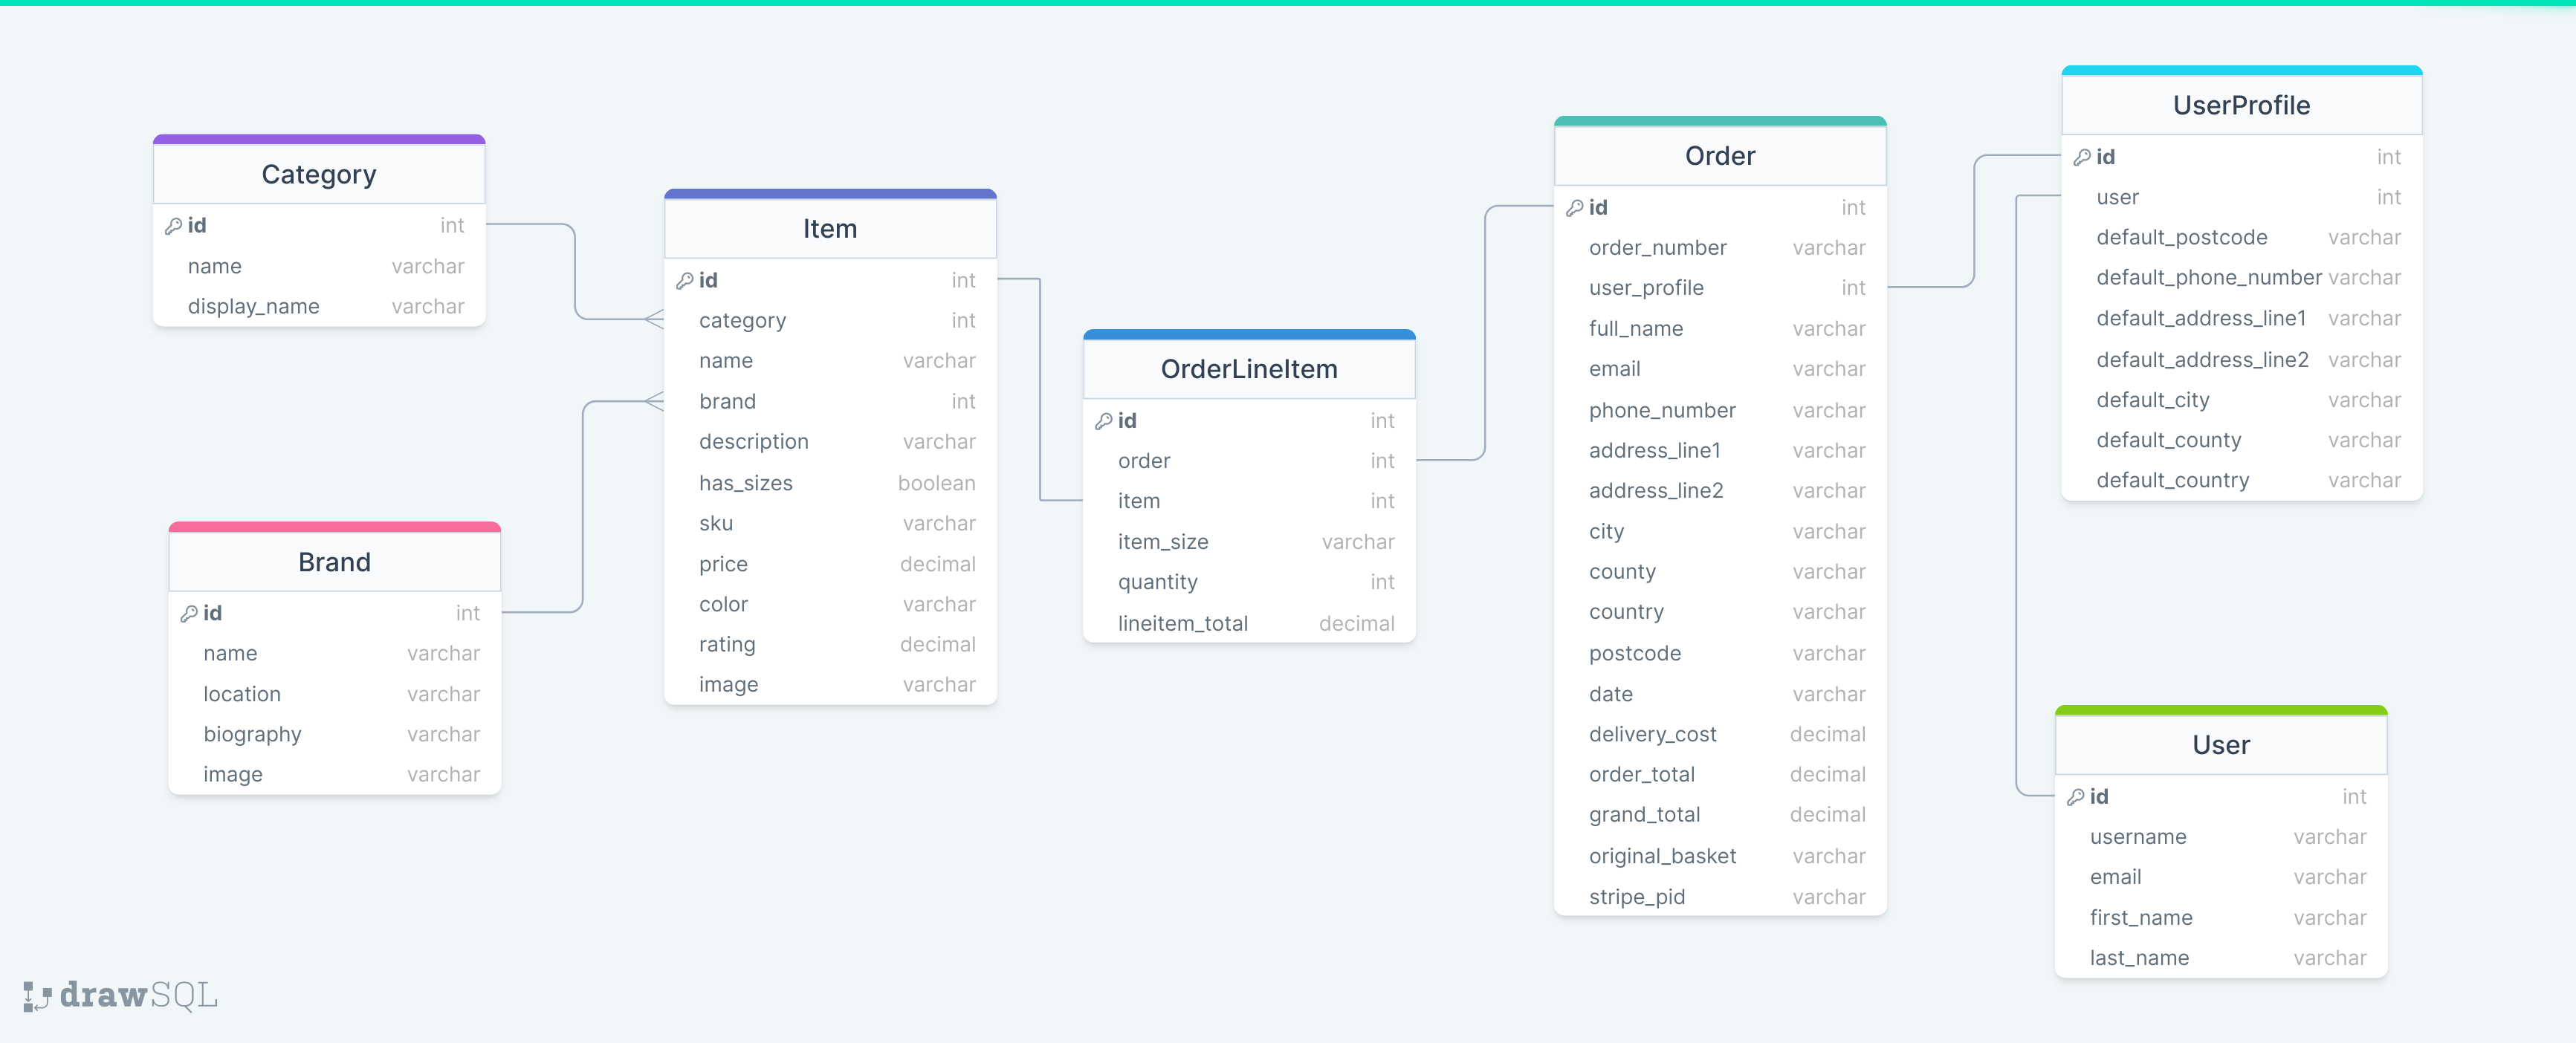 Category
id int
name varchar
display_name varchar
Brand
id int
name varchar
location varchar
biography varchar
image varchar
Item
id int
category int
name varchar
brand int
description varchar
has_sizes boolean
sku varchar
price decimal
color varchar
rating decimal
image varchar
OrderLineItem
id int
order int
item int
item_size varchar
quantity int
lineitem_total decimal
Order
id int
order_number varchar
user_profile int
full_name varchar
email varchar
phone_number varchar
address_line1 varchar
address_line2 varchar
city varchar
county varchar
country varchar
postcode varchar
date varchar
delivery_cost decimal
order_total decimal
grand_total decimal
original_basket varchar
stripe_pid varchar
UserProfile
id int
user int
default_postcode varchar
default_phone_number varchar
default_address_line1 varchar
default_address_line2 varchar
default_city varchar
default_county varchar
default_country varchar
User
id int
username varchar
email varchar
first_name varchar
last_name varchar
drawSQL